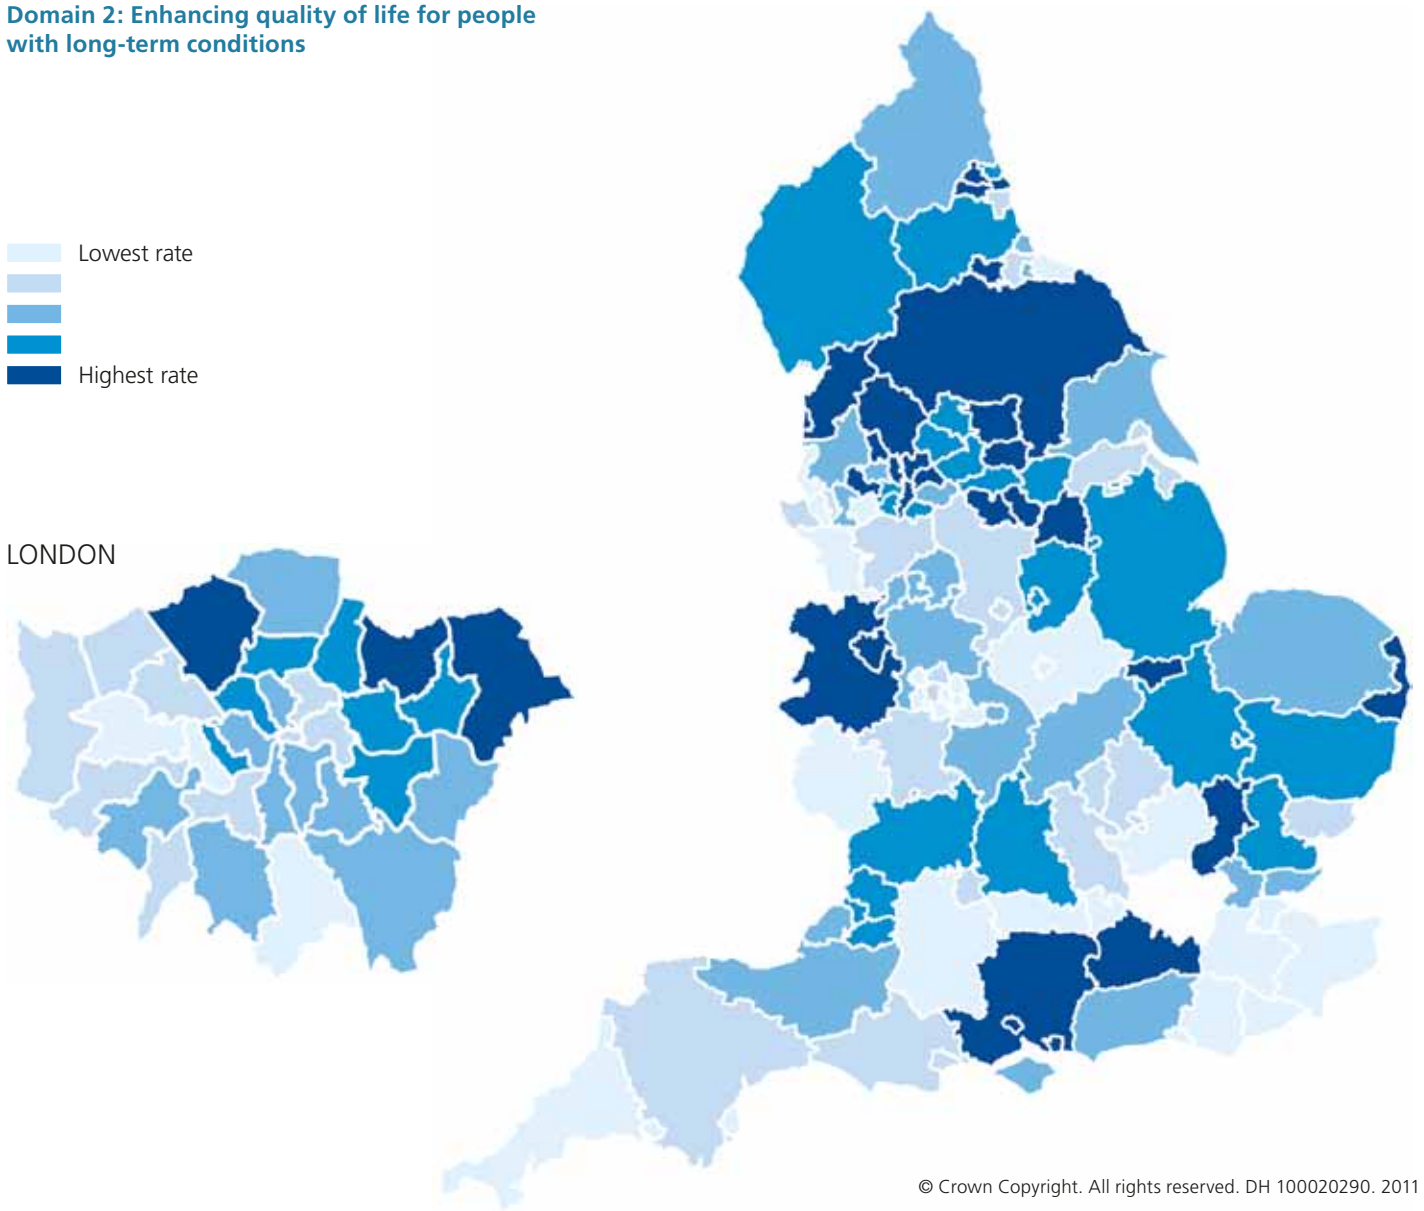 Domain 2: Enhancing quality of life for people
with long-term conditions
Lowest rate
Highest rate
LONDON
© Crown Copyright. All rights reserved. DH 100020290. 2011